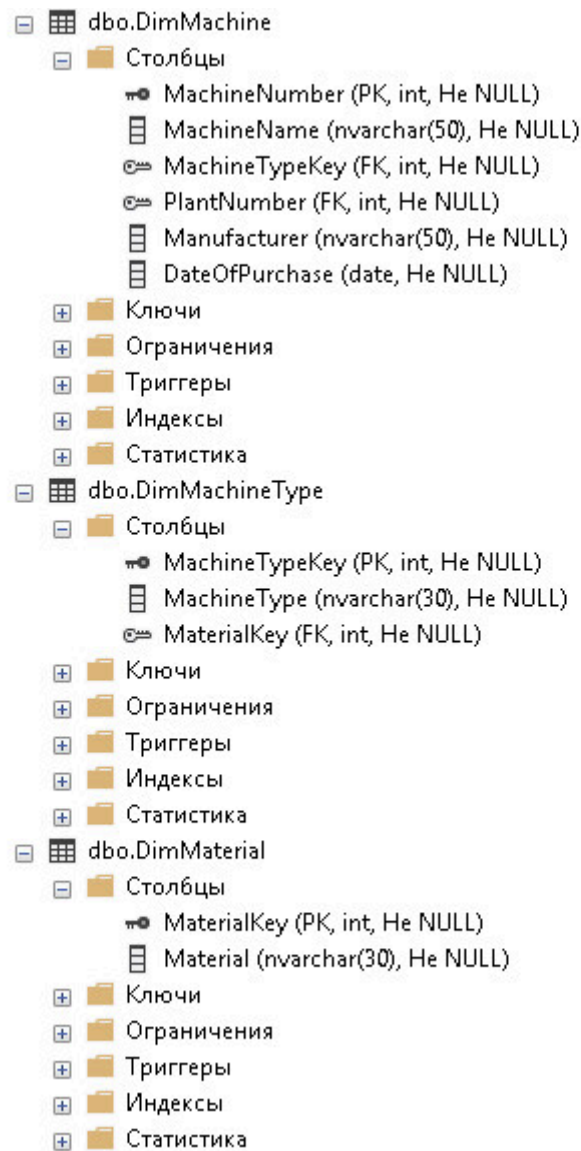 dbo.DimMachine
Столбцы
MachineNumber (PK, int, Не NULL)
MachineName (nvarchar(50), Не NULL)
MachineTypeKey (FK, int, Не NULL)
PlantNumber (FK, int, Не NULL)
Manufacturer (nvarchar(50), Не NULL)
DateOfPurchase (date, Не NULL)
Ключи
Ограничения
Триггеры
Индексы
Статистика
dbo.DimMachineType
Столбцы
MachineTypeKey (PK, int, Не NULL)
MachineType (nvarchar(30), Не NULL)
MaterialKey (FK, int, Не NULL)
Ключи
Ограничения
Триггеры
Индексы
Статистика
dbo.DimMaterial
Столбцы
MaterialKey (PK, int, Не NULL)
Material (nvarchar(30), Не NULL)
Ключи
Ограничения
Триггеры
Индексы
Статистика